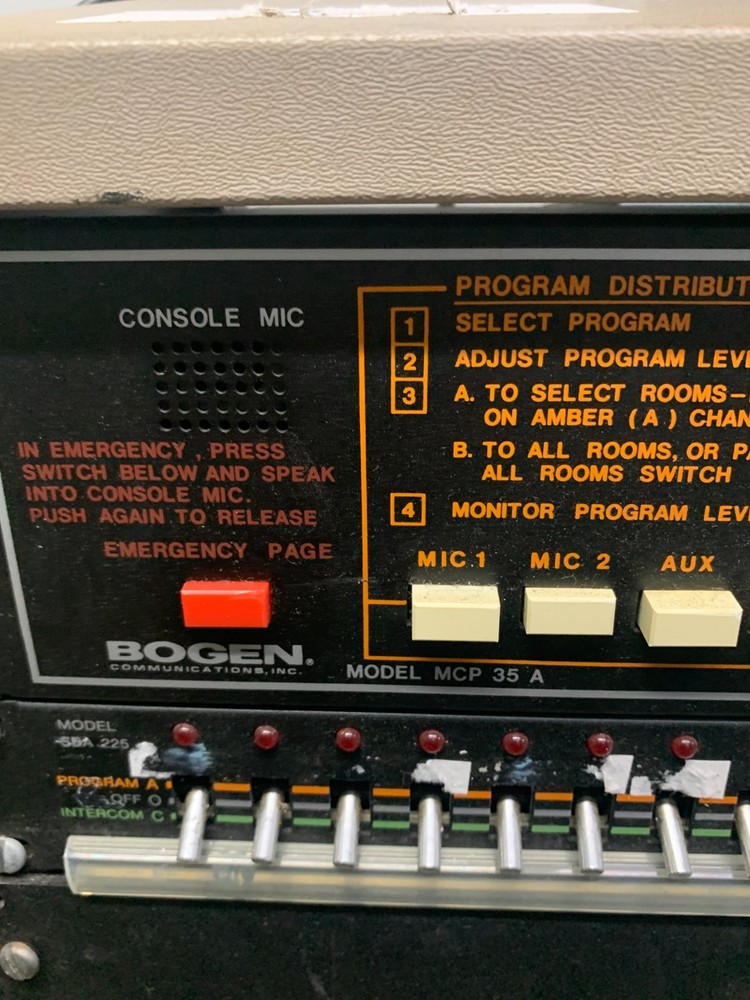 CONSOLE MIC
IN EMERGENCY, PRESS
SWITCH BELOW AND SPEAK
INTO CONSOLE MIC.
PUSH AGAIN TO RELEASE
EMERGENCY PAGE
BOGEN®
COMMUNICATIONS, INC.
PROGRAM DISTRIBUT
1 SELECT PROGRAM
2 ADJUST PROGRAM LEV
3 A. TO SELECT ROOMS-
ON AMBER (A) CHAN
B. TO ALL ROOMS, OR PA
ALL ROOMS SWITCH
4 MONITOR PROGRAM LEV
MIC 1 MIC 2 AUX
MODEL MCP 35 A
MODEL
SBA 225
PROGRAM A
OFF O
INTERCOM C